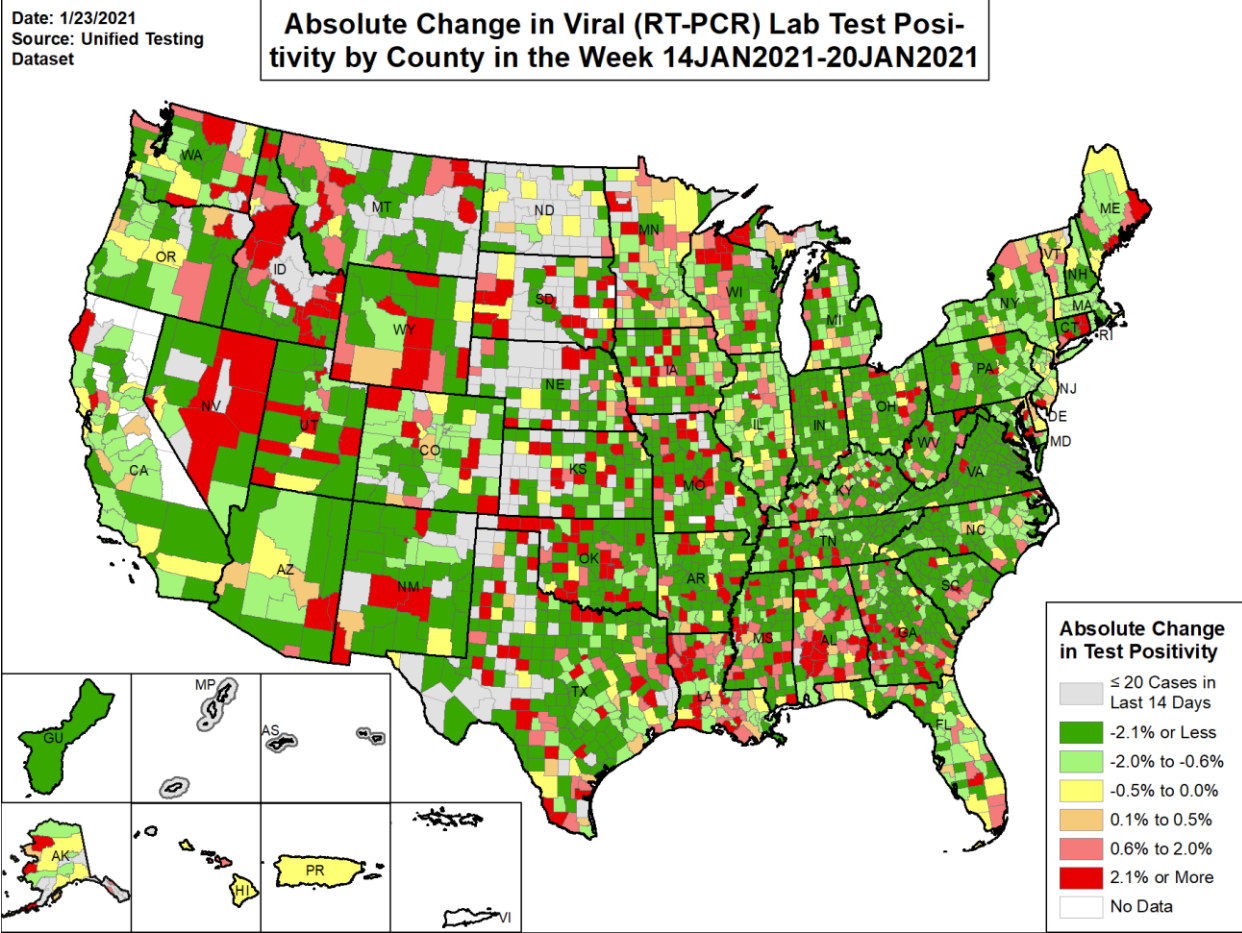 Date: 1/23/2021
Source: Unified Testing
Dataset
Absolute Change in Viral (RT-PCR) Lab Test Posi-
tivity by County in the Week 14JAN2021-20JAN2021
WA
MT
ND
MN
ME
OR
ID
SD
WI
VT
NH
WY
MI
NY
MA
CT
RI
IA
NE
PA
NV
UT
CO
IL
IN
OH
NJ
DE
MD
CA
KS
MO
WV
VA
KY
AZ
NM
OK
AR
TN
NC
SC
MS
AL
GA
TX
LA
FL
GU
MP
AS
AK
HI
PR
VI
Absolute Change
in Test Positivity
≤ 20 Cases in
Last 14 Days
-2.1% or Less
-2.0% to -0.6%
-0.5% to 0.0%
0.1% to 0.5%
0.6% to 2.0%
2.1% or More
No Data